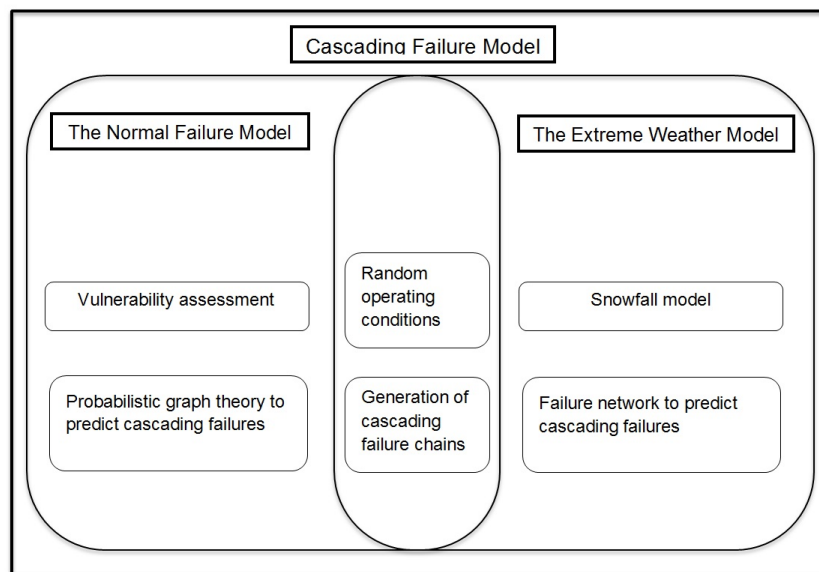 Cascading Failure Model
The Normal Failure Model
The Extreme Weather Model
Vulnerability assessment
Random
operating
conditions
Snowfall model
Probabilistic graph theory to
predict cascading failures
Generation of
cascading
failure chains
Failure network to predict
cascading failures